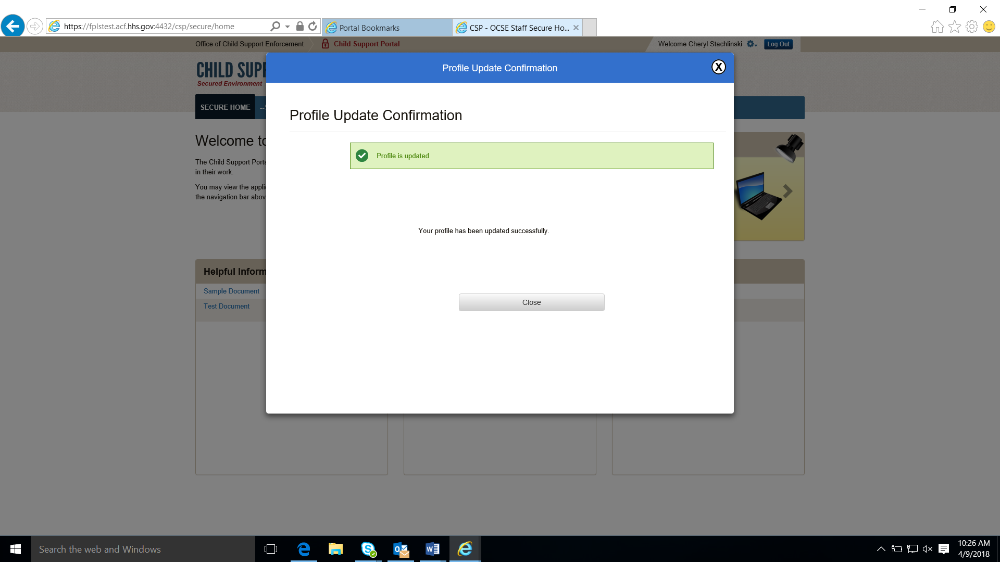 https://fplstest.acf.hhs.gov:4432/csp/secure/home
Portal Bookmarks
CSP - OCSE Staff Secure Ho...
Office of Child Support Enforcement
Child Support Portal
Welcome Cheryl Stachlinski
Log Out
CHILD SUPP
Secured Environment
Profile Update Confirmation
X
SECURE HOME
Profile Update Confirmation
Welcome to
Profile is updated
The Child Support Porta
in their work.
You may view the appli
the navigation bar abov
Your profile has been updated successfully.
Helpful Inform
Sample Document
Close
Test Document
Search the web and Windows
10:26 AM
4/9/2018